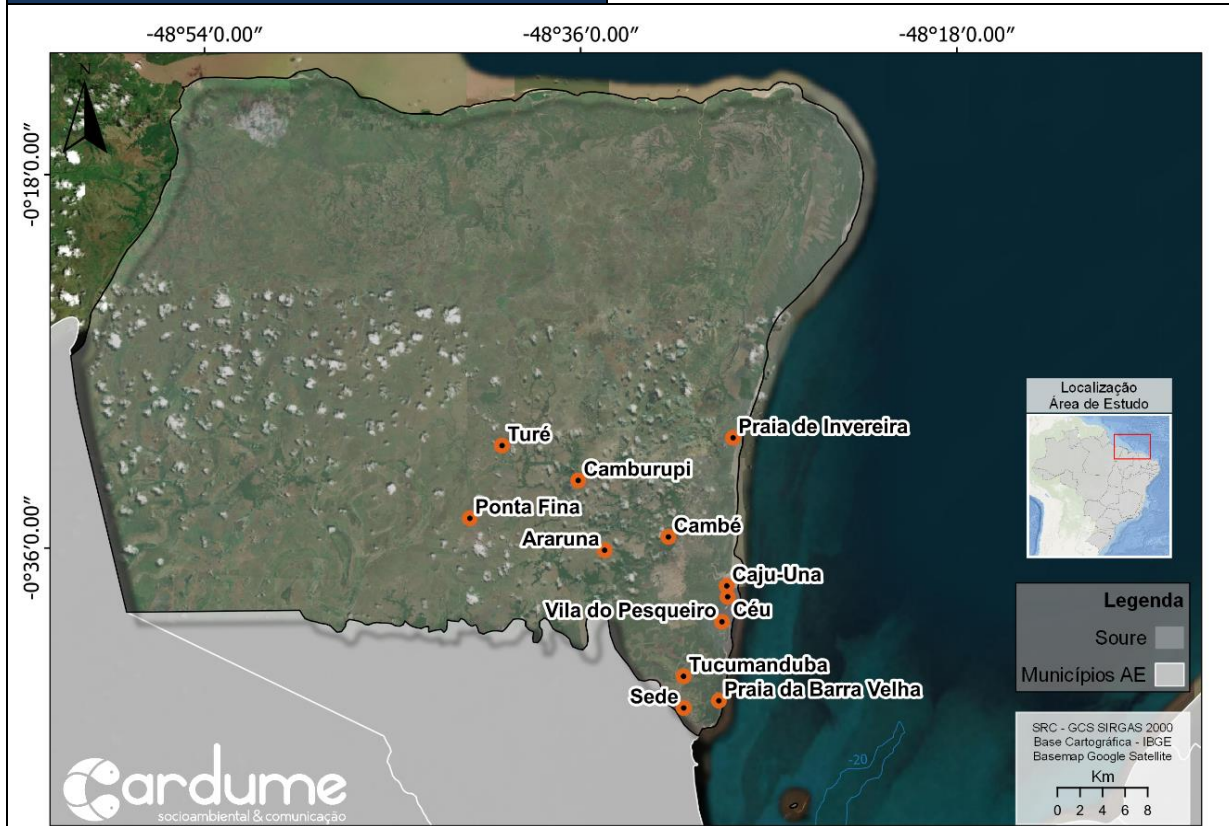 -48°54′0.00″
-48°36′0.00″
-48°18′0.00″
N
-0°18′0.00″
-0°36′0.00″
Turé
Praia de Invereira
Camburupi
Ponta Fina
Cambé
Araruna
Caju-Una
Vila do Pesqueiro
Céu
Tucumanduba
Sede
Praia da Barra Velha
-20
Localização
Área de Estudo
Legenda
Soure
Municípios AE
SRC - GCS SIRGAS 2000
Base Cartográfica - IBGE
Basemap Google Satellite
Km
0 2 4 6 8
Cardume
socioambiental & comunicação